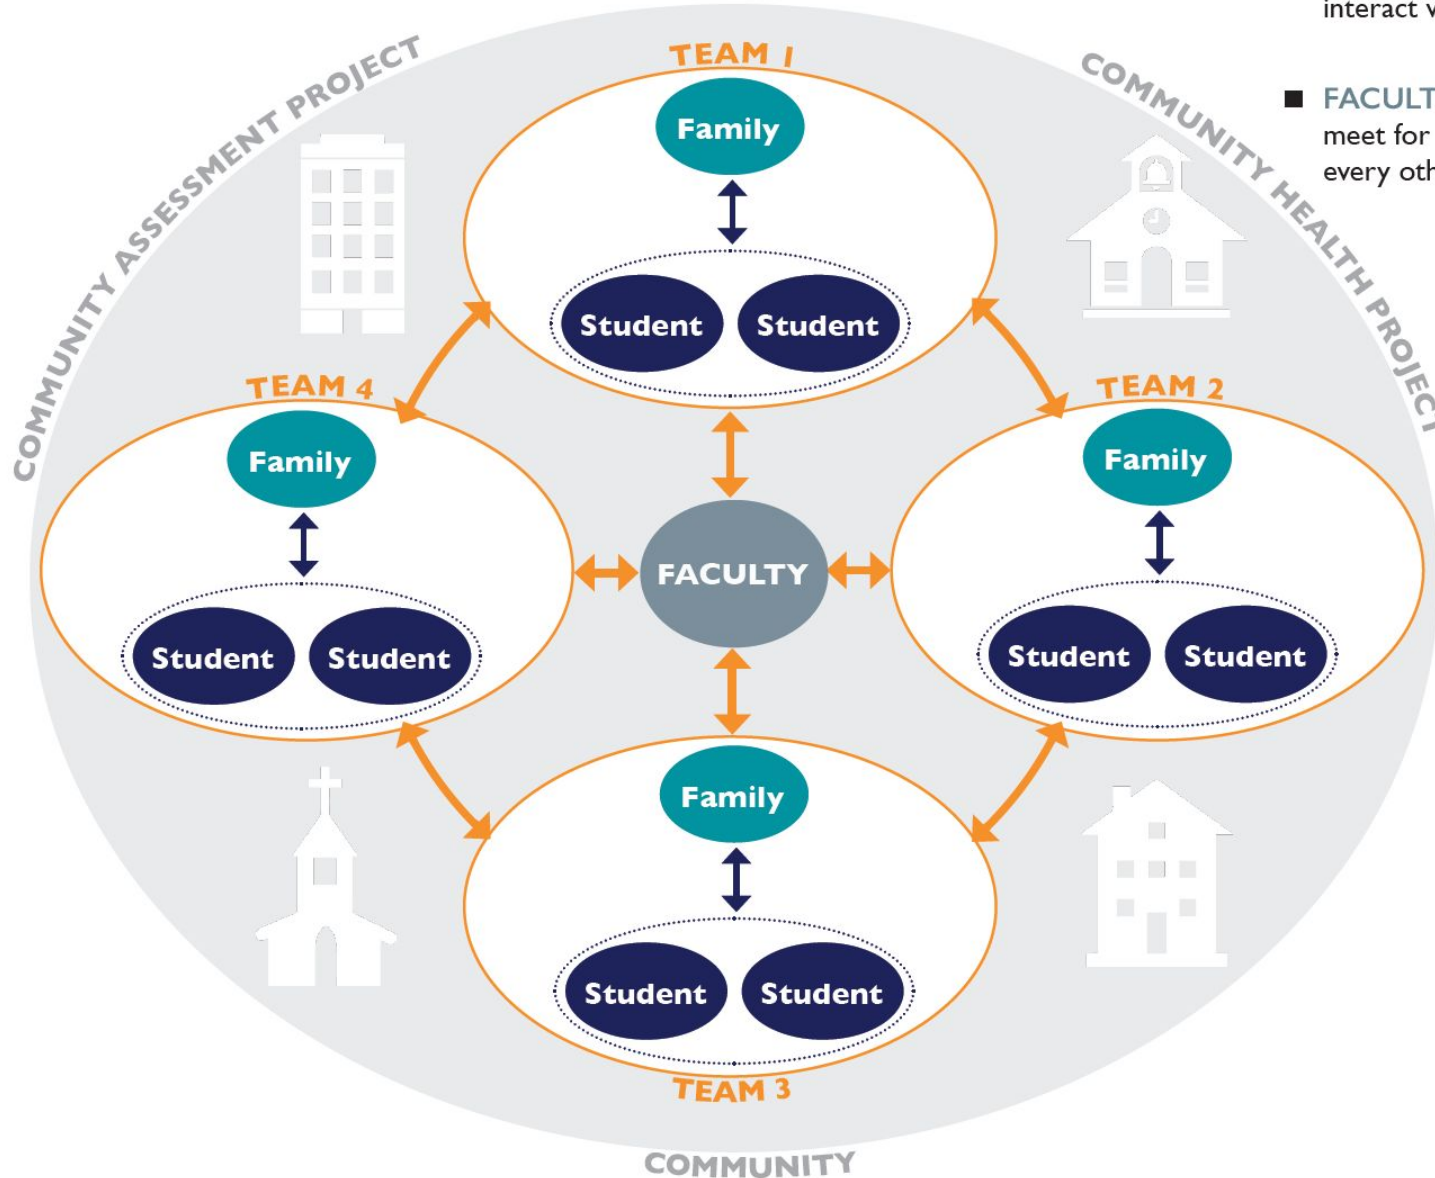 interact
FACULT
meet for
every oth
COMMUNITY ASSESSMENT PROJECT
COMMUNITY HEALTH PROJECT
TEAM 1
Family
Student Student
TEAM 4
Family
Student Student
TEAM 2
Family
Student Student
FACULTY
Family
Student Student
TEAM 3
COMMUNITY